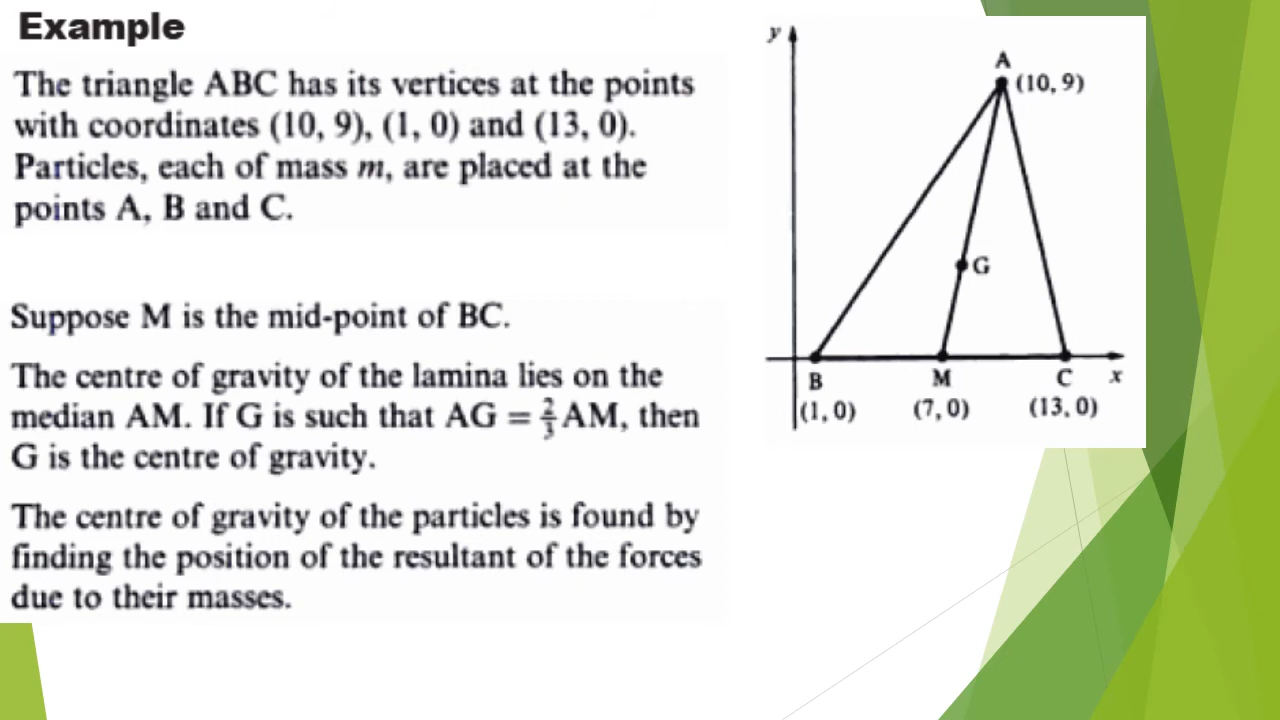 Example
The triangle ABC has its vertices at the points
with coordinates (10, 9), (1, 0) and (13, 0).
Particles, each of mass m, are placed at the
points A, B and C.
Suppose M is the mid-point of BC.
The centre of gravity of the lamina lies on the
median AM. If G is such that AG = 2/3 AM, then
G is the centre of gravity.
The centre of gravity of the particles is found by
finding the position of the resultant of the forces
due to their masses.
y
A
(10, 9)
G
B M C x
(1, 0) (7, 0) (13, 0)